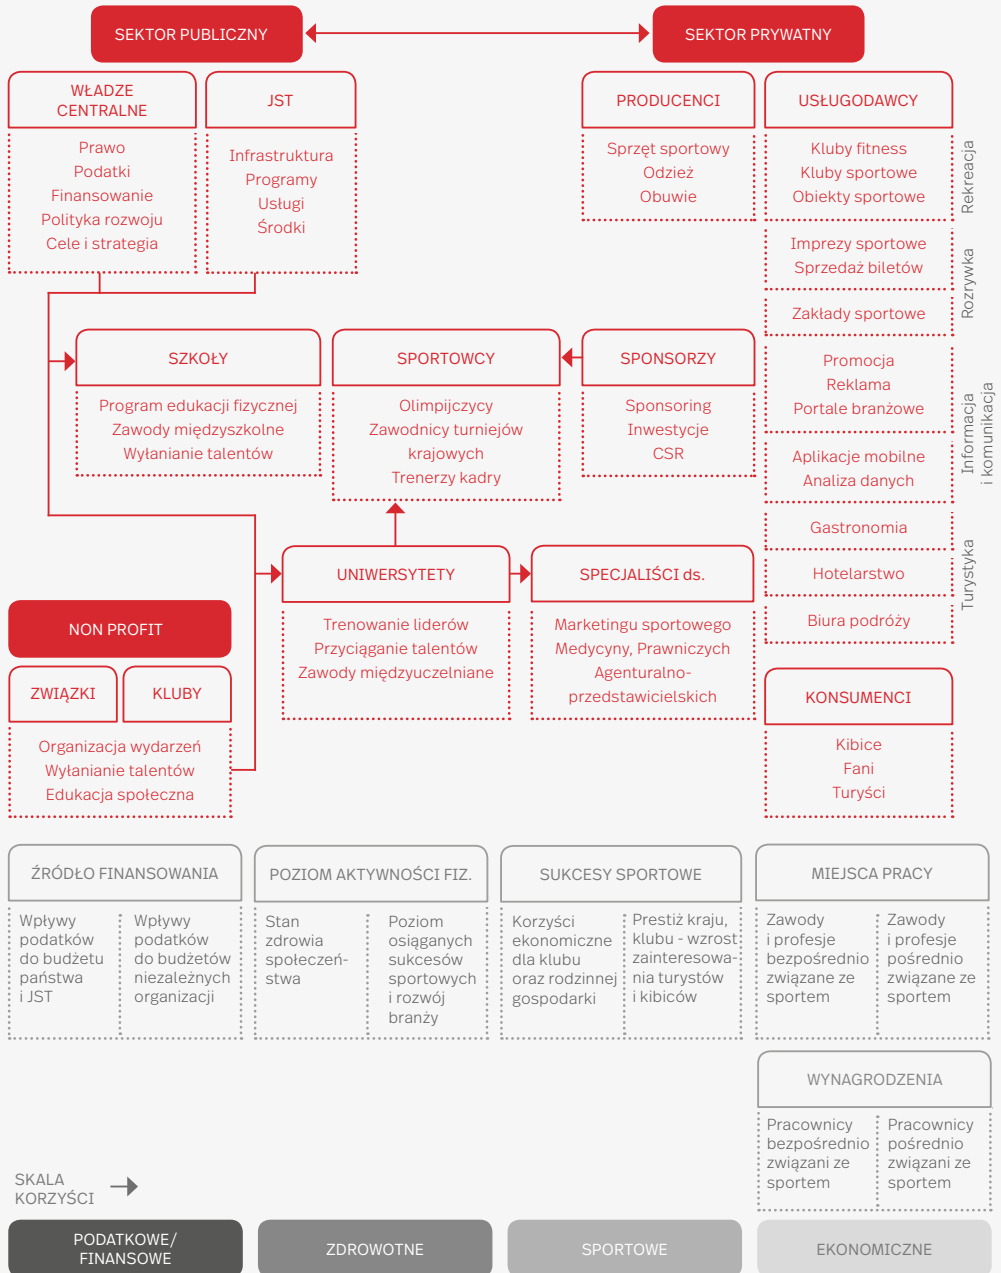 SEKTOR PUBLICZNY
SEKTOR PRYWATNY
WŁADZE
CENTRALNE
Prawo
Podatki
Finansowanie
Polityka rozwoju
Cele i strategia
JST
Infrastruktura
Programy
Usługi
Środki
PRODUCENCI
Sprzęt sportowy
Odzież
Obuwie
USŁUGODAWCY
Kluby fitness
Kluby sportowe
Obiekty sportowe
Rekreacja
Imprezy sportowe
Sprzedaż biletów
Zakłady sportowe
Rozrywka
Promocja
Reklama
Portale branżowe
Aplikacje mobilne
Analiza danych
Informacja
i komunikacja
Gastronomia
Hotelarstwo
Biura podróży
Turystyka
SZKOŁY
Program edukacji fizycznej
Zawody międzyszkolne
Wyłanianie talentów
SPORTOWCY
Olimpijczycy
Zawodnicy turniejów
krajowych
Trenerzy kadry
SPONSORZY
Sponsoring
Inwestycje
CSR
UNIWERSYTETY
Trenowanie liderów
Przyciąganie talentów
Zawody międzyuczelniane
SPECJALIŚCI ds.
Marketingu sportowego
Medycyny, Prawniczych
Agenturalno-
przedstawicielskich
NON PROFIT
ZWIĄZKI
KLUBY
Organizacja wydarzeń
Wyłanianie talentów
Edukacja społeczna
KONSUMENCI
Kibice
Fani
Turyści
ŹRÓDŁO FINANSOWANIA
Wpływy
podatków
do budżetu
państwa
i JST
Wpływy
podatków
do budżetów
niezależnych
organizacji
POZIOM AKTYWNOŚCI FIZ.
Stan
zdrowia
społeczeń-
stwa
Poziom
osiąganych
sukcesów
sportowych
i rozwój
branży
SUKCESY SPORTOWE
Korzyści
ekonomiczne
dla klubu
oraz rodzinnej
gospodarki
Prestiż kraju,
klubu - wzrost
zainteresowa-
nia turystów
i kibiców
MIEJSCA PRACY
Zawody
i profesje
bezpośrednio
związane ze
sportem
Zawody
i profesje
pośrednio
związane ze
sportem
WYNAGRODZENIA
Pracownicy
bezpośrednio
związani ze
sportem
Pracownicy
pośrednio
związani ze
sportem
SKALA
KORZYŚCI
PODATKOWE/
FINANSOWE
ZDROWOTNE
SPORTOWE
EKONOMICZNE